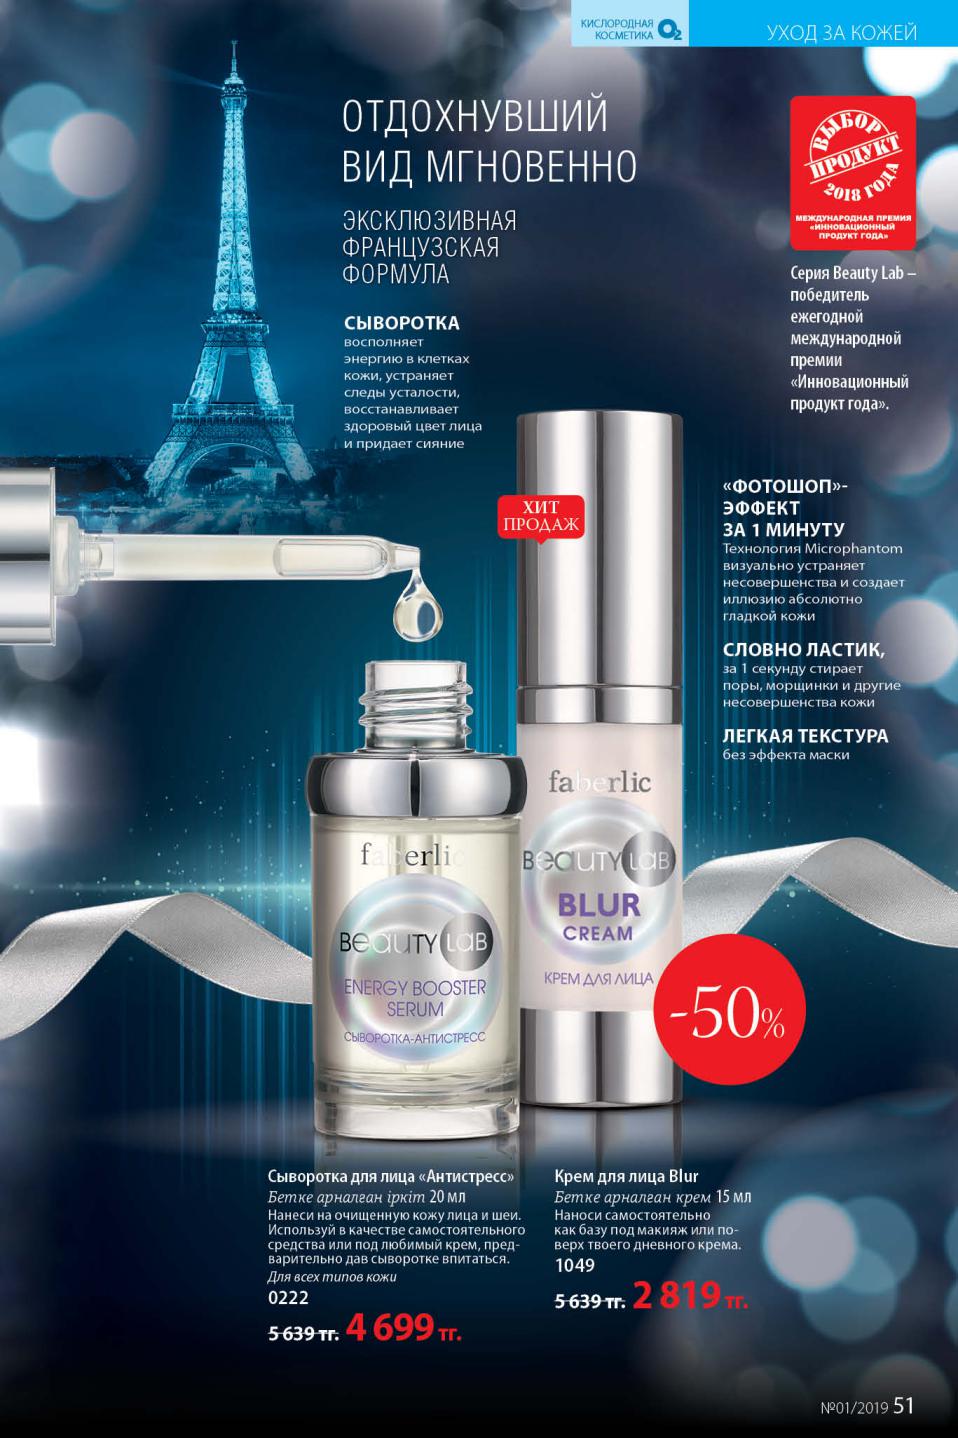 КИСЛОРОДНАЯ
КОСМЕТИКА O2
УХОД ЗА КОЖЕЙ
ОТДОХНУВШИЙ
ВИД МГНОВЕННО
ЭКСКЛЮЗИВНАЯ
ФРАНЦУЗСКАЯ
ФОРМУЛА
СЫВОРОТКА
восполняет
энергию в клетках
кожи, устраняет
следы усталости,
восстанавливает
здоровый цвет лица
и придает сияние
ВЫБОР
ПРОДУКТ
2018 ГОДА
МЕЖДУНАРОДНАЯ ПРЕМИЯ
«ИННОВАЦИОННЫЙ
ПРОДУКТ ГОДА»
Серия Beauty Lab –
победитель
ежегодной
международной
премии
«Инновационный
продукт года».
ХИТ
ПРОДАЖ
«ФОТОШОП»-
ЭФФЕКТ
ЗА 1 МИНУТУ
Технология Microphantom
визуально устраняет
несовершенства и создает
иллюзию абсолютно
гладкой кожи
СЛОВНО ЛАСТИК,
за 1 секунду стирает
поры, морщинки и другие
несовершенства кожи
ЛЕГКАЯ ТЕКСТУРА
без эффекта маски
faberlic
BeauTY LAB
BLUR
CREAM
КРЕМ ДЛЯ ЛИЦА
faberlic
BeauTY LAB
ENERGY BOOSTER
SERUM
СЫВОРОТКА-АНТИСТРЕСС
-50%
Сыворотка для лица «Антистресс»
Бетке арналған іркіт 20 мл
Нанеси на очищенную кожу лица и шеи.
Используй в качестве самостоятельного
средства или под любимый крем, пред-
варительно дав сыворотке впитаться.
Для всех типов кожи
0222
5 639 тг. 4 699 тг.
Крем для лица Blur
Бетке арналған крем 15 мл
Наноси самостоятельно
как базу под макияж или по-
верх твоего дневного крема.
1049
5 639 тг. 2 819 тг.
№01/2019 51